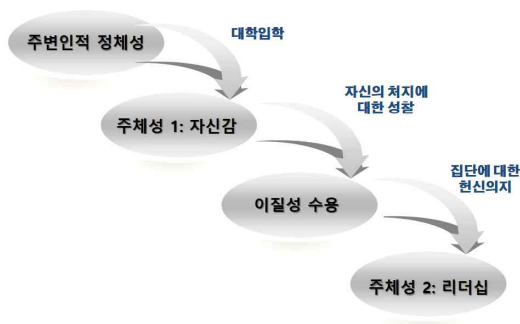 주변인적 정체성
대학입학
주체성 1: 자신감
자신의 처지에
대한 성찰
이질성 수용
집단에 대한
헌신의지
주체성 2: 리더십